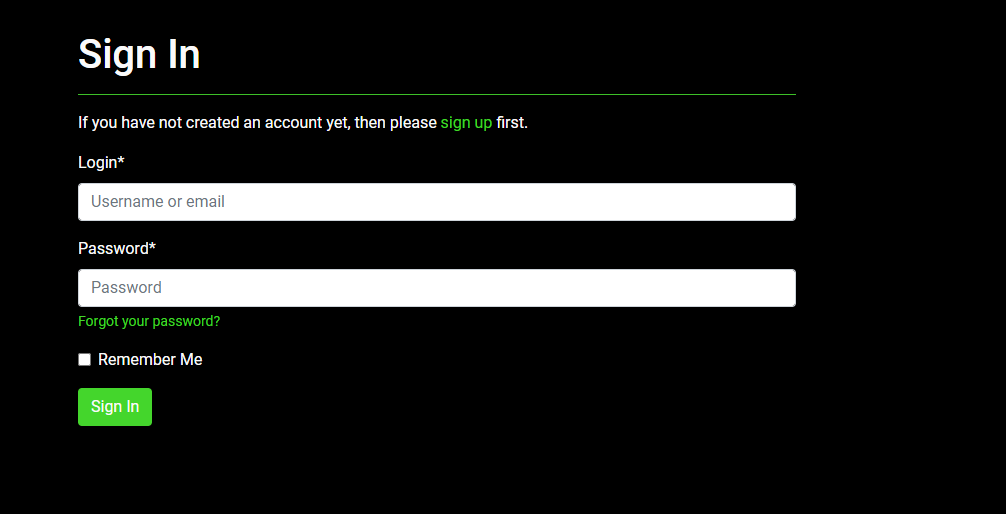 Sign In
If you have not created an account yet, then please sign up first.
Login*
Username or email
Password*
Password
Forgot your password?
Remember Me
Sign In